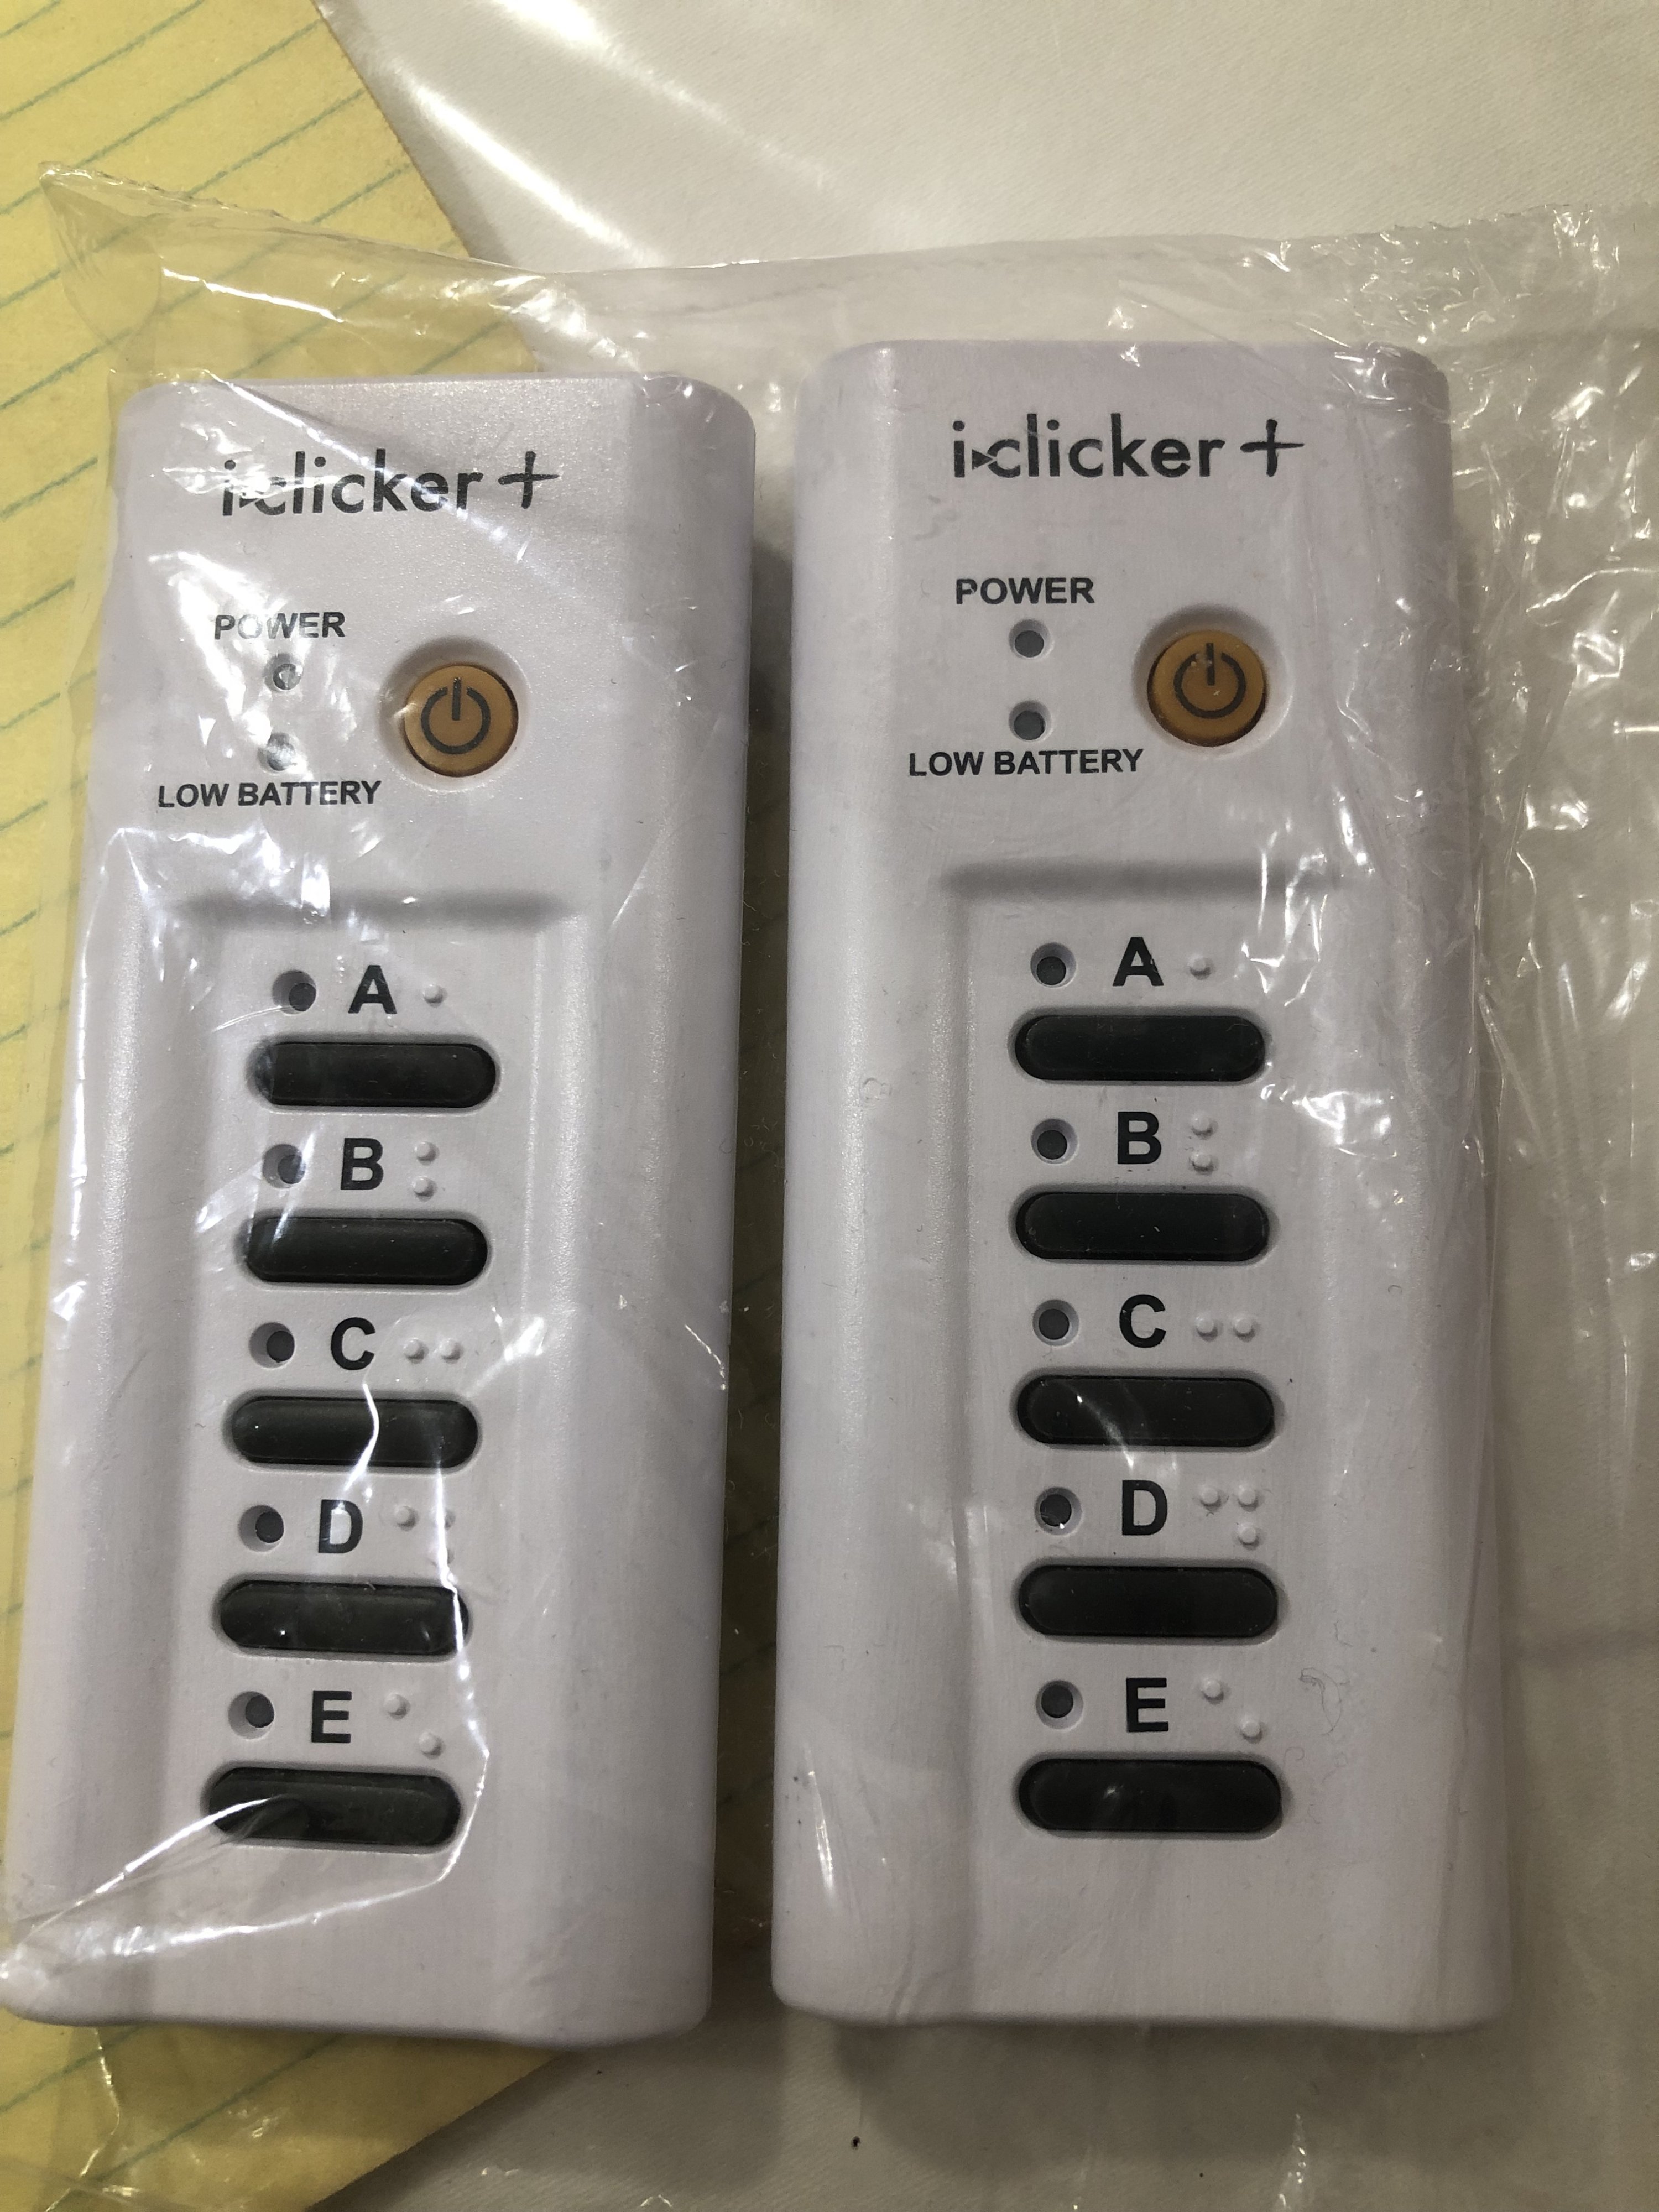 i>clicker +
POWER
LOW BATTERY
A
B
C
D
E
i>clicker +
POWER
LOW BATTERY
A
B
C
D
E